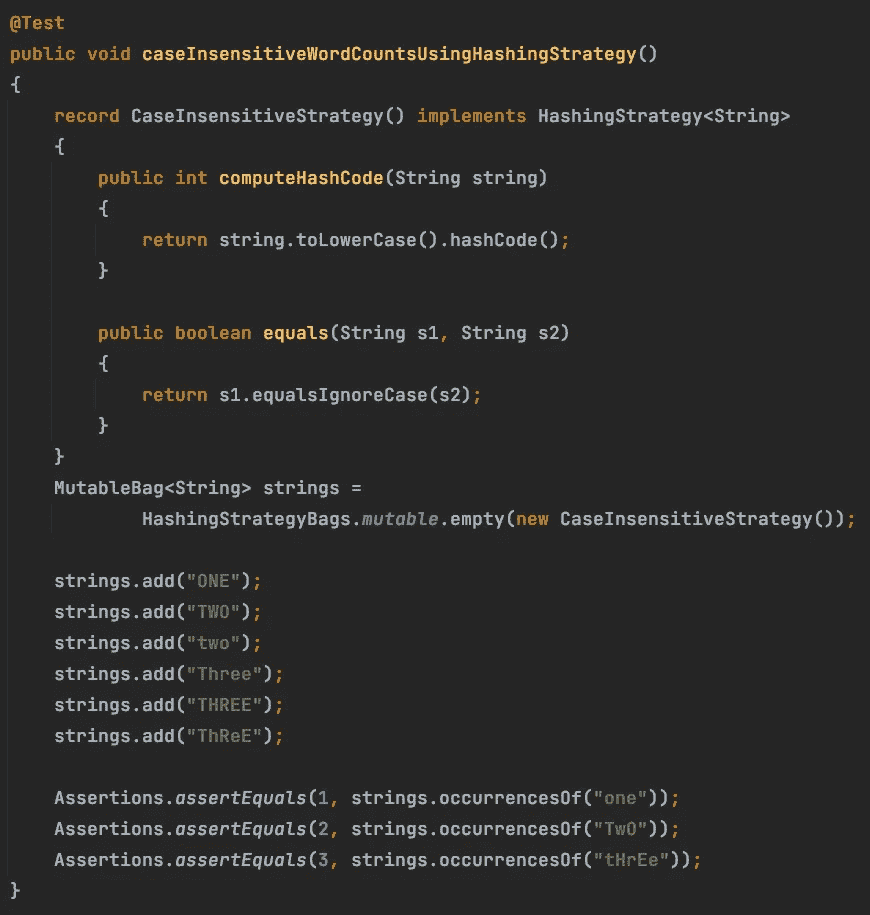 @Test
public void caseInsensitiveWordCountsUsingHashingStrategy()
{
    record CaseInsensitiveStrategy() implements HashingStrategy<String>
    {
        public int computeHashCode(String string)
        {
            return string.toLowerCase().hashCode();
        }

        public boolean equals(String s1, String s2)
        {
            return s1.equalsIgnoreCase(s2);
        }
    }
    MutableBag<String> strings =
            HashingStrategyBags.mutable.empty(new CaseInsensitiveStrategy());

    strings.add("ONE");
    strings.add("TWO");
    strings.add("two");
    strings.add("Three");
    strings.add("THREE");
    strings.add("ThReE");

    Assertions.assertEquals(1, strings.occurrencesOf("one"));
    Assertions.assertEquals(2, strings.occurrencesOf("TwO"));
    Assertions.assertEquals(3, strings.occurrencesOf("tHrEe"));
}